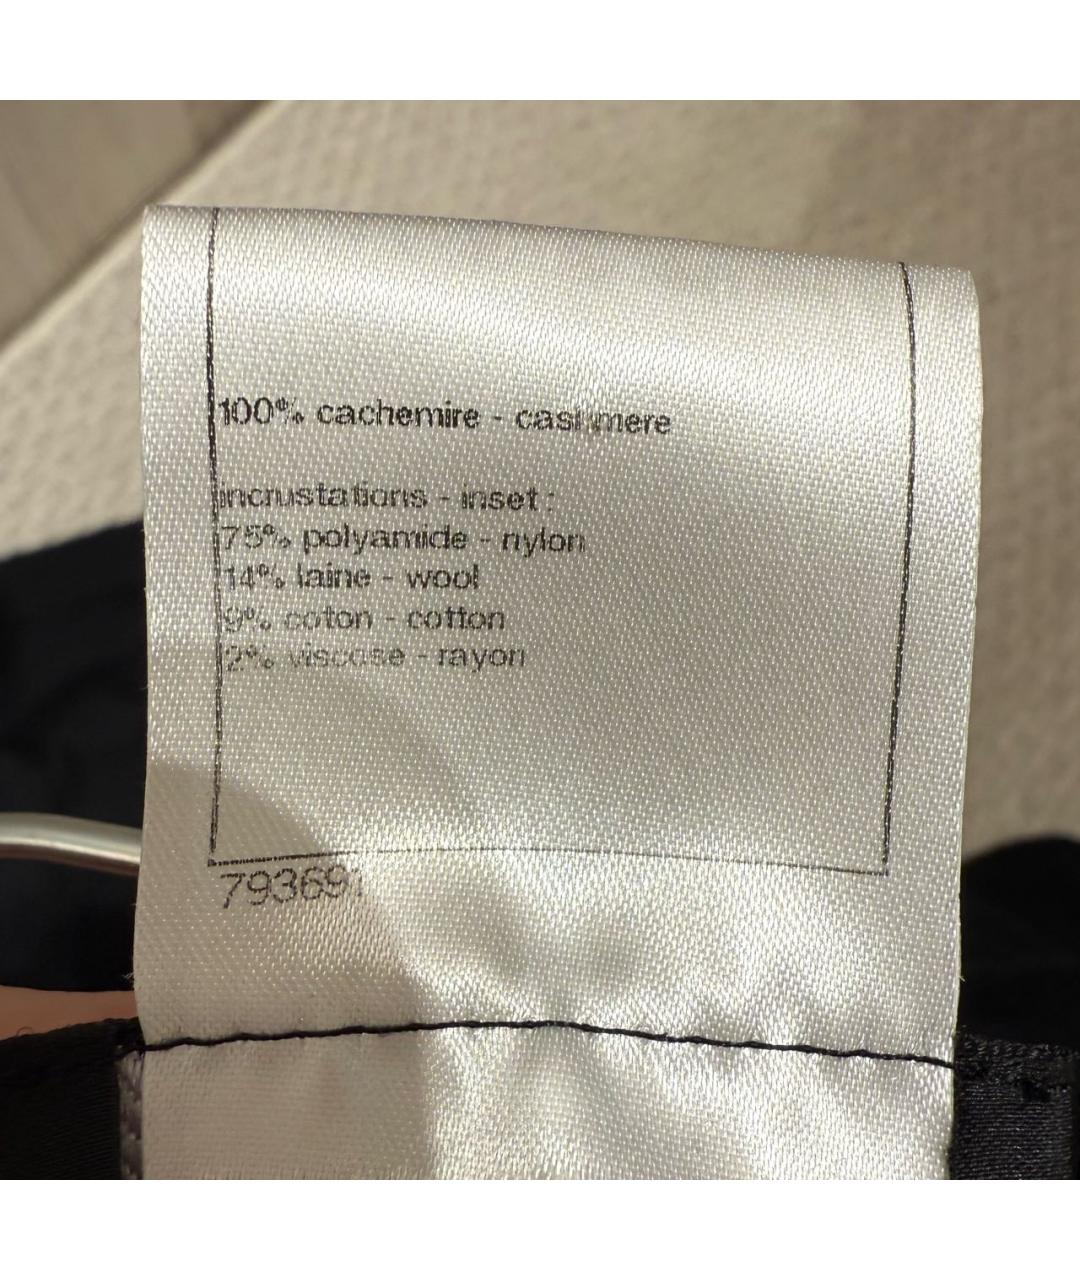 100% cachemire - cashmere
incrustations - inset :
75% polyamide - nylon
14% laine - wool
9% coton - cotton
2% viscose - rayon
79369